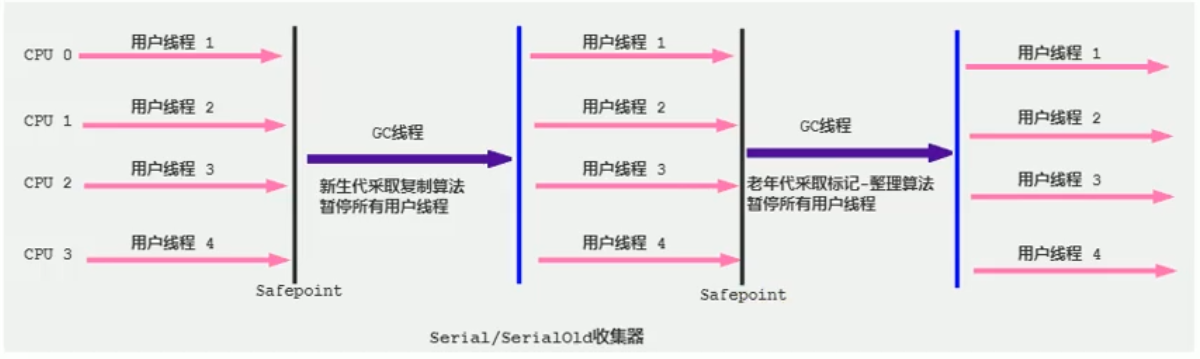 用户线程 1
用户线程 1
用户线程 1
CPU 0
用户线程 2
用户线程 2
用户线程 2
CPU 1
GC线程
GC线程
用户线程 3
用户线程 3
用户线程 3
CPU 2
新生代采取复制算法
暂停所有用户线程
老年代采取标记-整理算法
暂停所有用户线程
用户线程 4
用户线程 4
用户线程 4
CPU 3
Safepoint
Safepoint
Serial/SerialOld收集器